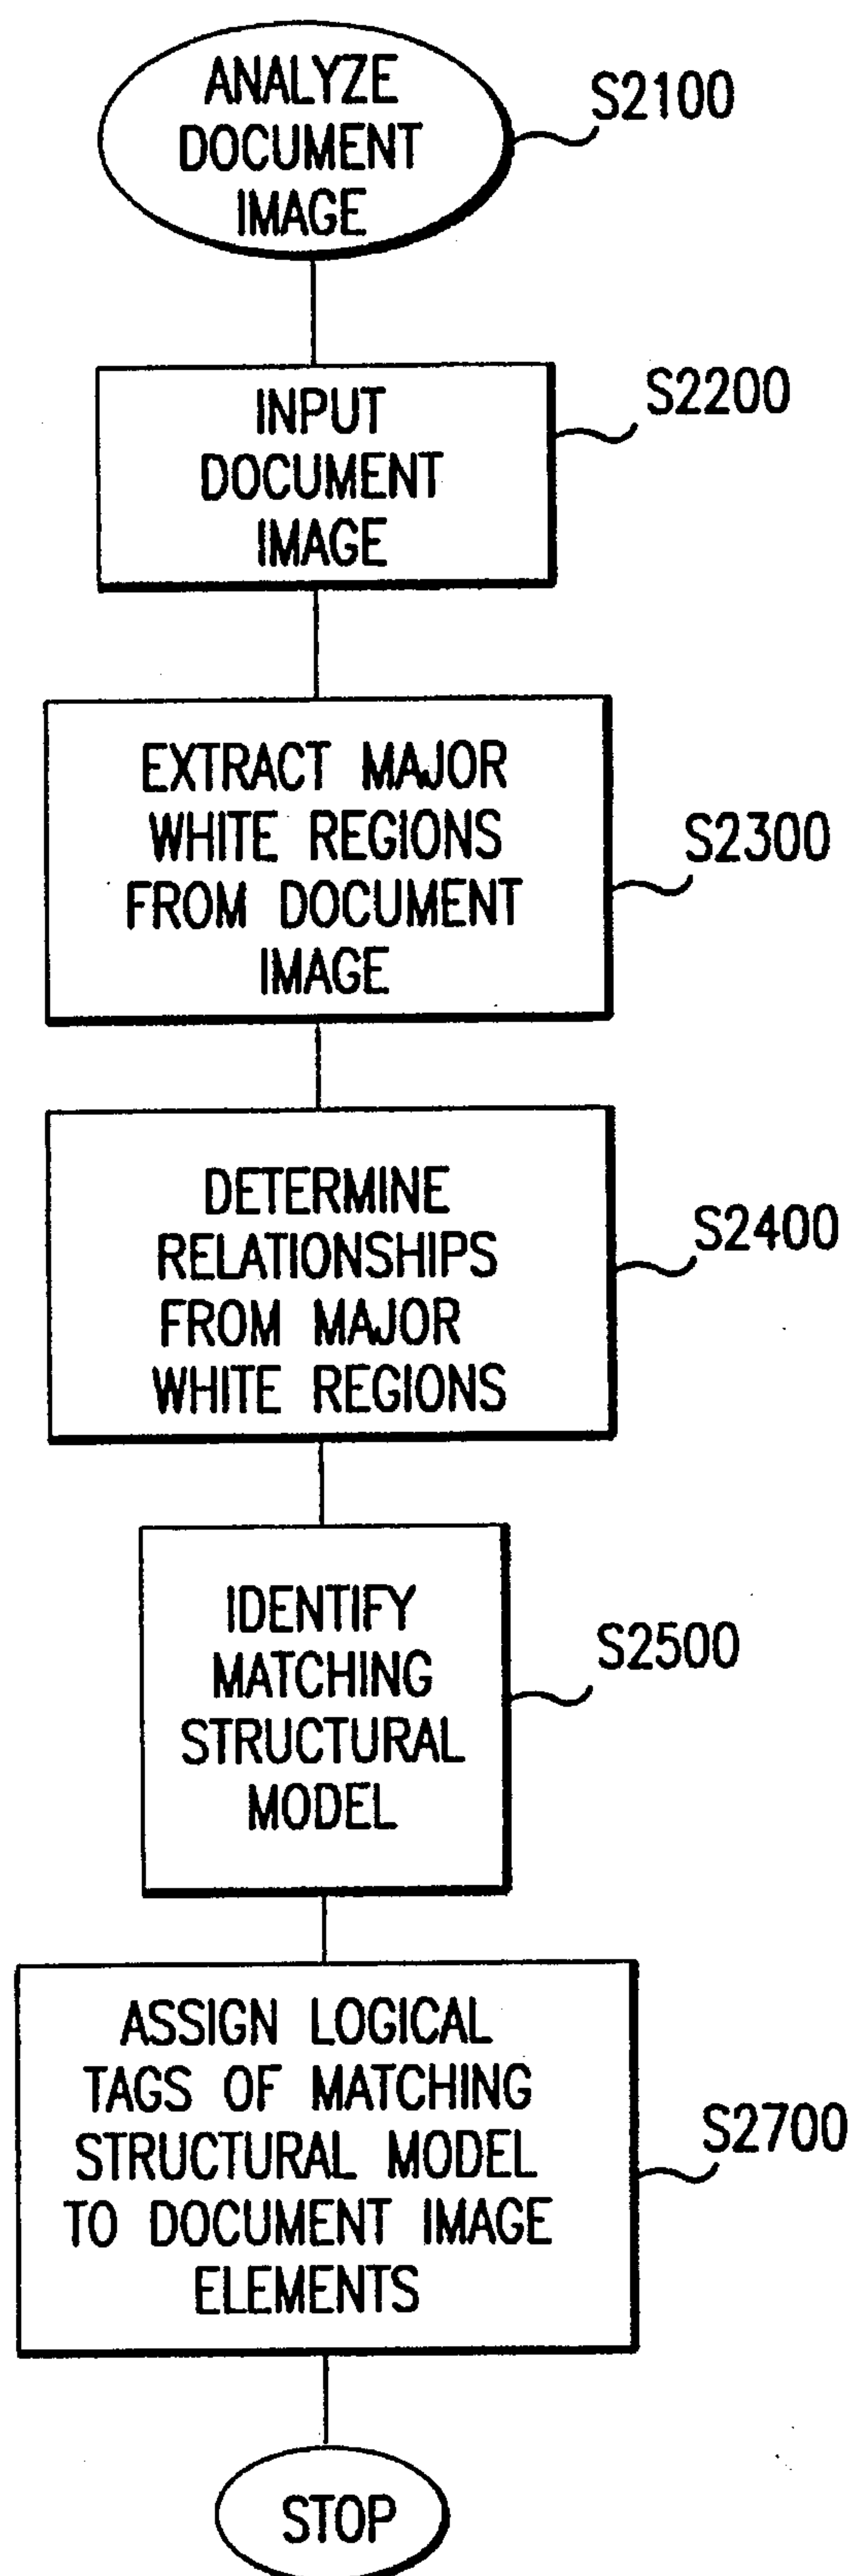 ANALYZE
DOCUMENT
IMAGE
S2100
INPUT
DOCUMENT
IMAGE
S2200
EXTRACT MAJOR
WHITE REGIONS
FROM DOCUMENT
IMAGE
S2300
DETERMINE
RELATIONSHIPS
FROM MAJOR
WHITE REGIONS
S2400
IDENTIFY
MATCHING
STRUCTURAL
MODEL
S2500
ASSIGN LOGICAL
TAGS OF MATCHING
STRUCTURAL MODEL
TO DOCUMENT IMAGE
ELEMENTS
S2700
STOP